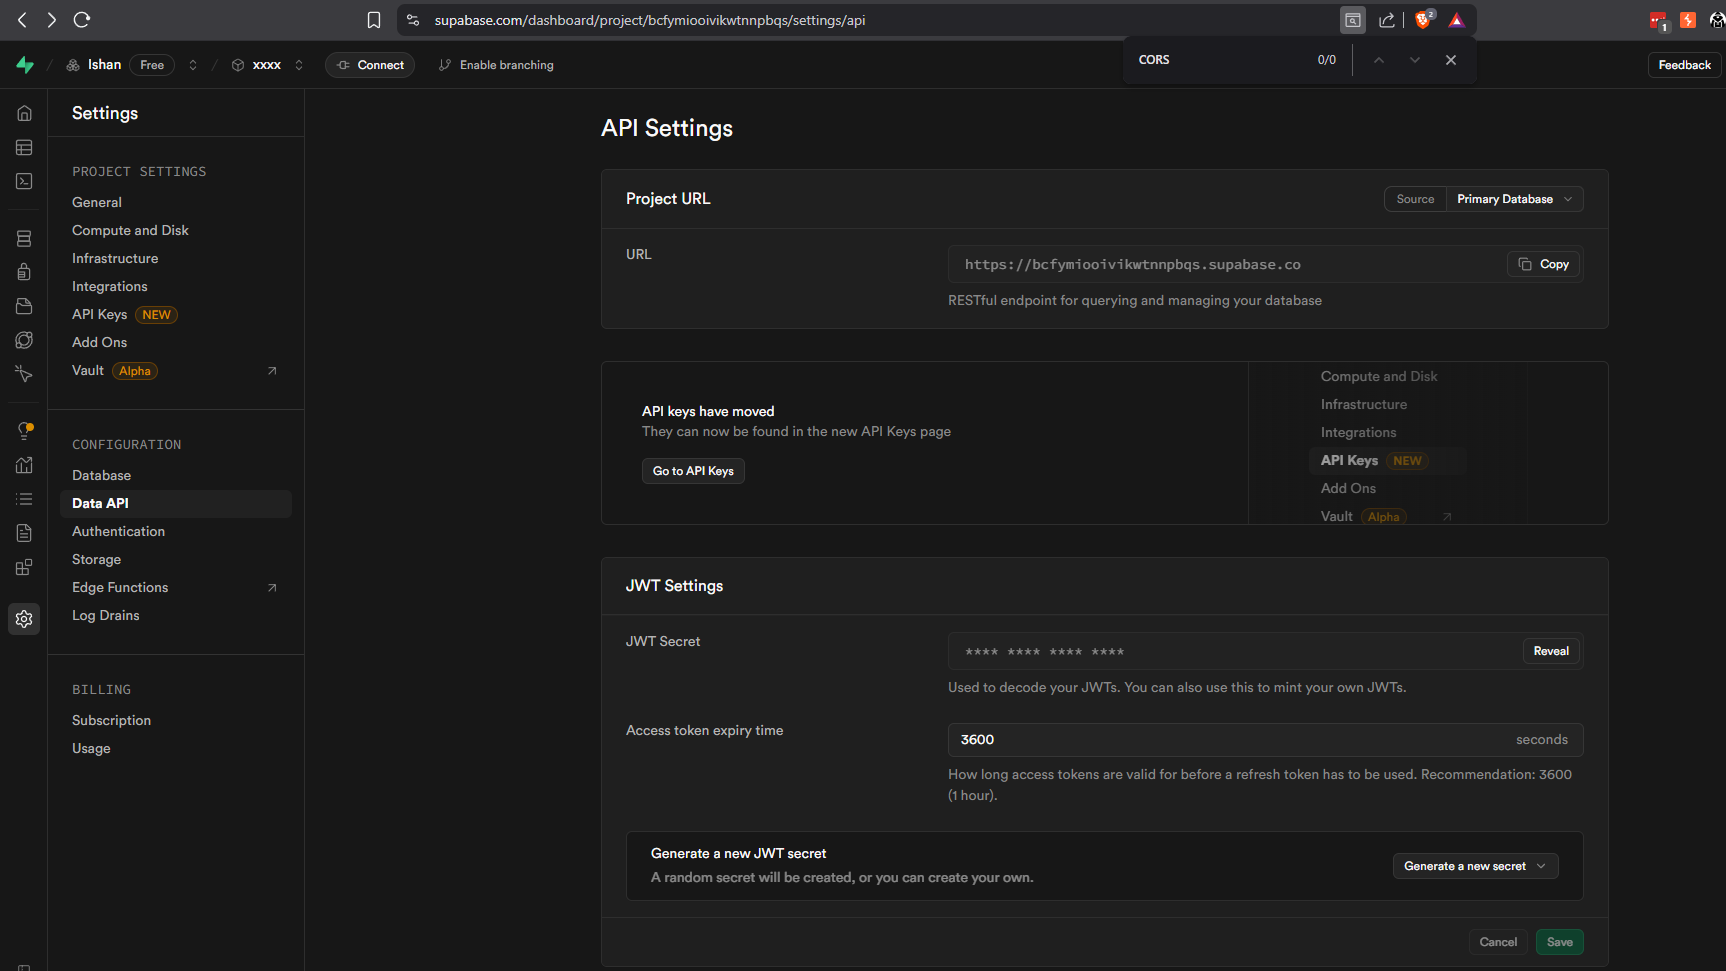 supabase.com/dashboard/project/bcfymiooivikwtnnpbqs/settings/api
2
1
CORS
0/0
Ishan
Free
xxxx
Connect
Enable branching
Feedback
Settings
PROJECT SETTINGS
General
Compute and Disk
Infrastructure
Integrations
API Keys NEW
Add Ons
Vault Alpha
CONFIGURATION
Database
Data API
Authentication
Storage
Edge Functions
Log Drains
BILLING
Subscription
Usage
API Settings
Project URL
Source Primary Database
URL
https://bcfymiooivikwtnnpbqs.supabase.co
Copy
RESTful endpoint for querying and managing your database
API keys have moved
They can now be found in the new API Keys page
Go to API Keys
Compute and Disk
Infrastructure
Integrations
API Keys NEW
Add Ons
Vault Alpha
JWT Settings
JWT Secret
**** **** **** ****
Reveal
Used to decode your JWTs. You can also use this to mint your own JWTs.
Access token expiry time
3600 seconds
How long access tokens are valid for before a refresh token has to be used. Recommendation: 3600
(1 hour).
Generate a new JWT secret
A random secret will be created, or you can create your own.
Generate a new secret
Cancel
Save